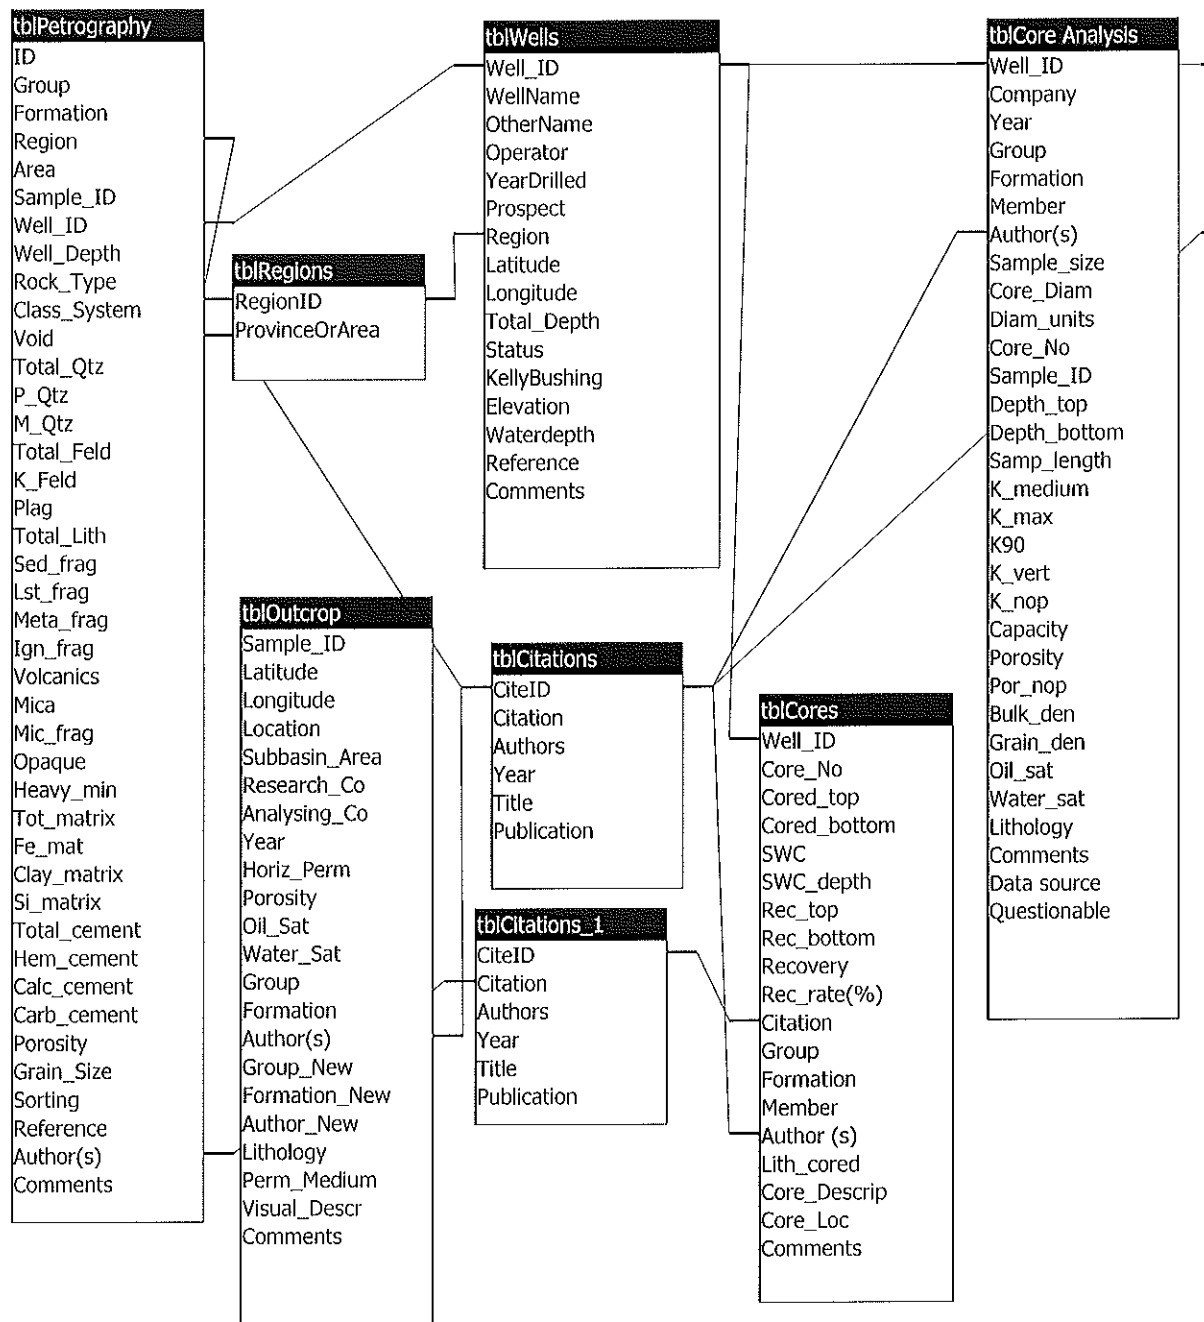 tblPetrography
ID
Group
Formation
Region
Area
Sample_ID
Well_ID
Well_Depth
Rock_Type
Class_System
Void
Total_Qtz
P_Qtz
M_Qtz
Total_Feld
K_Feld
Plag
Total_Lith
Sed_frag
Lst_frag
Meta_frag
Ign_frag
Volcanics
Mica
Mic_frag
Opaque
Heavy_min
Tot_matrix
Fe_mat
Clay_matrix
Si_matrix
Total_cement
Hem_cement
Calc_cement
Carb_cement
Porosity
Grain_Size
Sorting
Reference
Author(s)
Comments
tblRegions
RegionID
ProvinceOrArea
tblOutcrop
Sample_ID
Latitude
Longitude
Location
Subbasin_Area
Research_Co
Analysing_Co
Year
Horiz_Perm
Porosity
Oil_Sat
Water_Sat
Group
Formation
Author(s)
Group_New
Formation_New
Author_New
Lithology
Perm_Medium
Visual_Descr
Comments
tblWells
Well_ID
WellName
OtherName
Operator
YearDrilled
Prospect
Region
Latitude
Longitude
Total_Depth
Status
KellyBushing
Elevation
Waterdepth
Reference
Comments
tblCitations
CiteID
Citation
Authors
Year
Title
Publication
tblCitations_1
CiteID
Citation
Authors
Year
Title
Publication
tblCores
Well_ID
Core_No
Cored_top
Cored_bottom
SWC
SWC_depth
Rec_top
Rec_bottom
Recovery
Rec_rate(%)
Citation
Group
Formation
Member
Author (s)
Lith_cored
Core_Descrip
Core_Loc
Comments
tblCore Analysis
Well_ID
Company
Year
Group
Formation
Member
Author(s)
Sample_size
Core_Diam
Diam_units
Core_No
Sample_ID
Depth_top
Depth_bottom
Samp_length
K_medium
K_max
K90
K_vert
K_nop
Capacity
Porosity
Por_nop
Bulk_den
Grain_den
Oil_sat
Water_sat
Lithology
Comments
Data source
Questionable